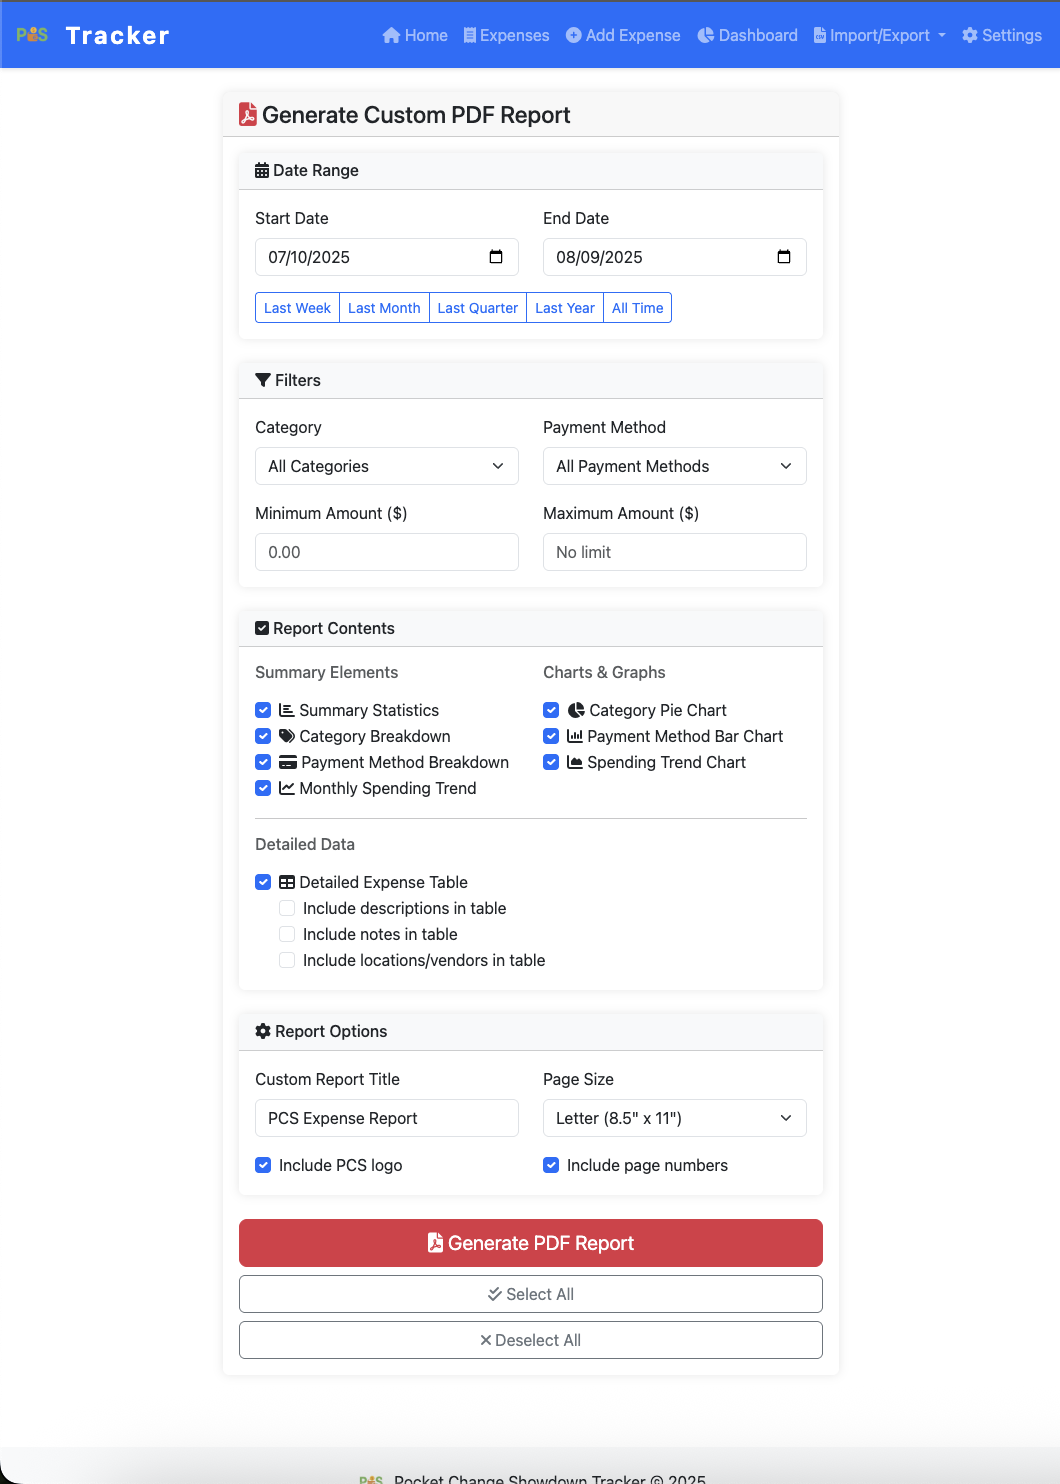 PCS Tracker Home Expenses Add Expense Dashboard Import/Export Settings
Generate Custom PDF Report
Date Range
Start Date End Date
07/10/2025 08/09/2025
Last Week Last Month Last Quarter Last Year All Time
Filters
Category Payment Method
All Categories All Payment Methods
Minimum Amount ($) Maximum Amount ($)
0.00 No limit
Report Contents
Summary Elements Charts & Graphs
Summary Statistics Category Pie Chart
Category Breakdown Payment Method Bar Chart
Payment Method Breakdown Spending Trend Chart
Monthly Spending Trend
Detailed Data
Detailed Expense Table
Include descriptions in table
Include notes in table
Include locations/vendors in table
Report Options
Custom Report Title Page Size
PCS Expense Report Letter (8.5" x 11")
Include PCS logo Include page numbers
Generate PDF Report
Select All
Deselect All
PCS Pocket Change Showdown Tracker © 2025